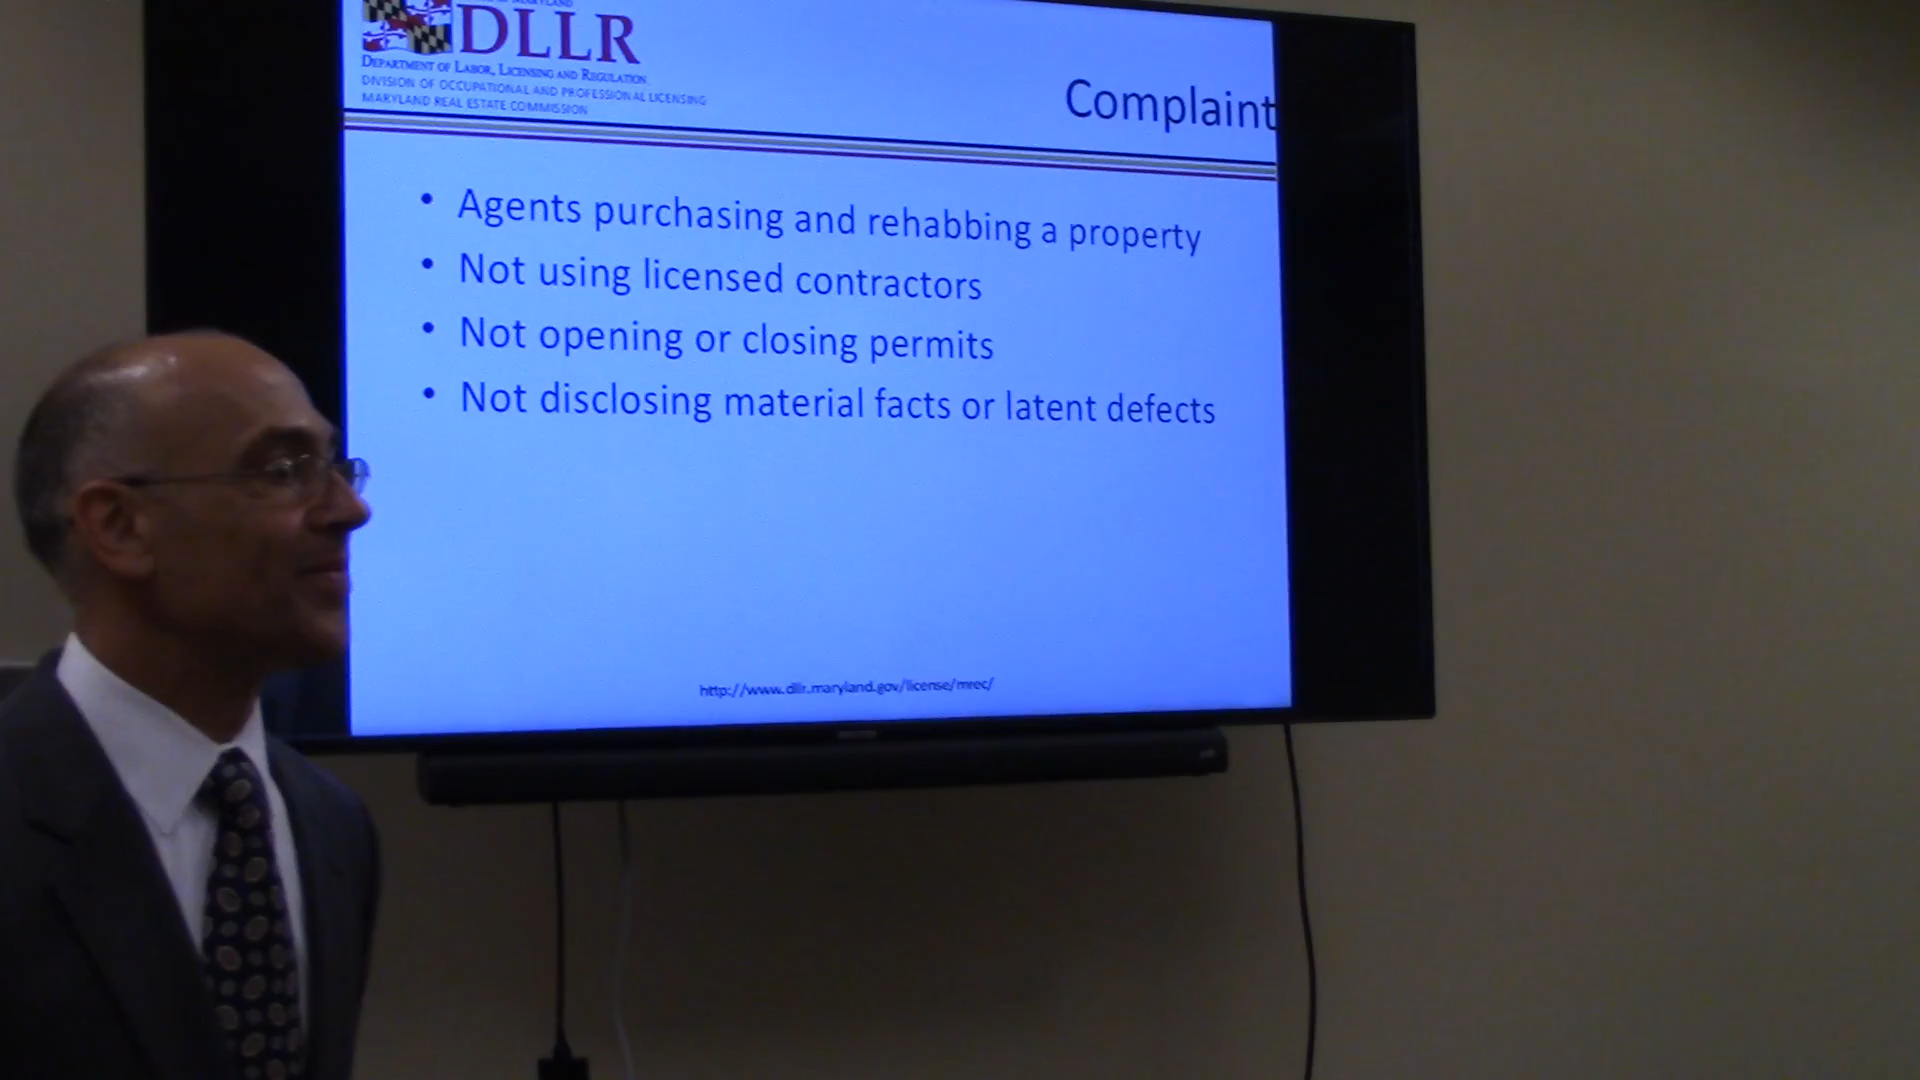 DLLR
DEPARTMENT OF LABOR, LICENSING AND REGULATION
DIVISION OF OCCUPATIONAL AND PROFESSIONAL LICENSING
MARYLAND REAL ESTATE COMMISSION
Complaint
• Agents purchasing and rehabbing a property
• Not using licensed contractors
• Not opening or closing permits
• Not disclosing material facts or latent defects
http://www.dllr.maryland.gov/license/mrec/